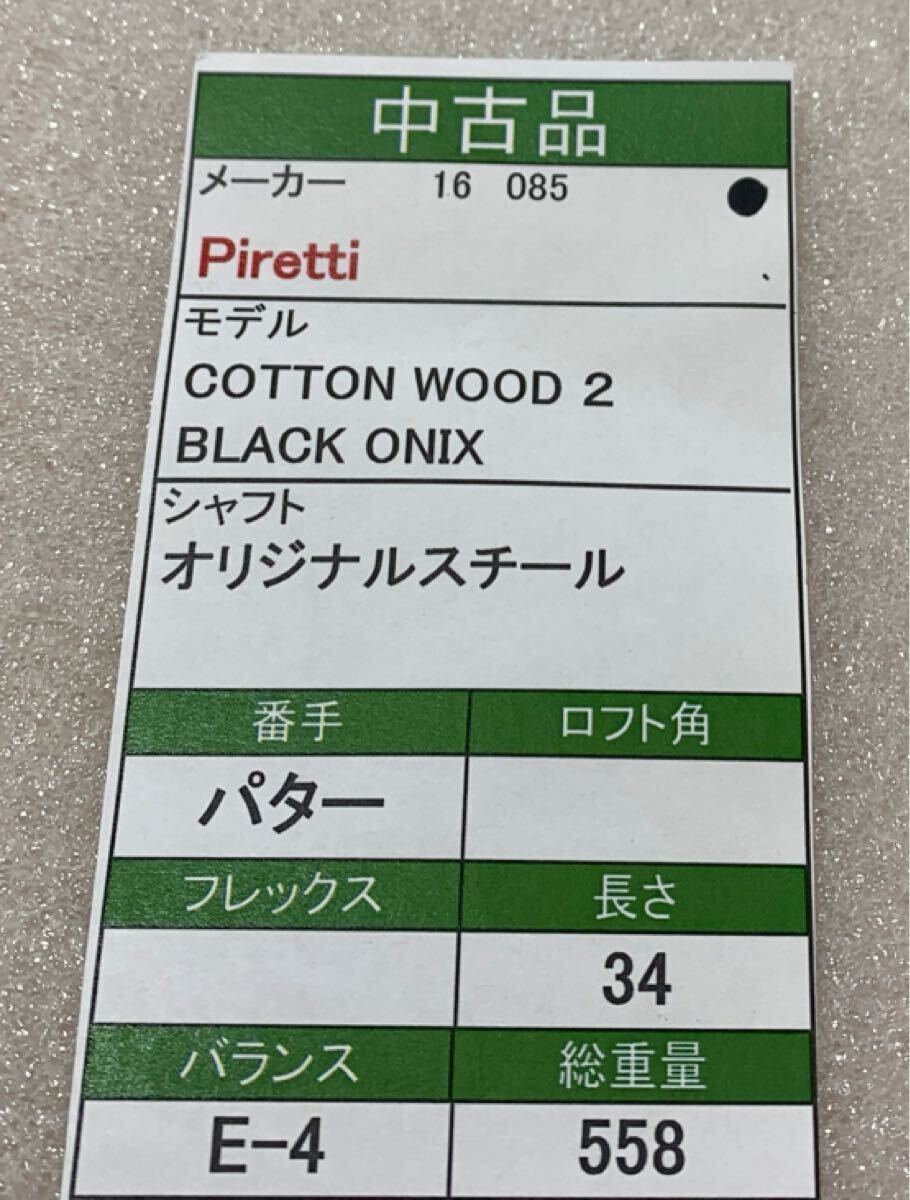 中古品
メーカー 16 085
Piretti
モデル
COTTON WOOD 2
BLACK ONIX
シャフト
オリジナルスチール
番手 ロフト角
パター
フレックス 長さ
34
バランス 総重量
E-4 558